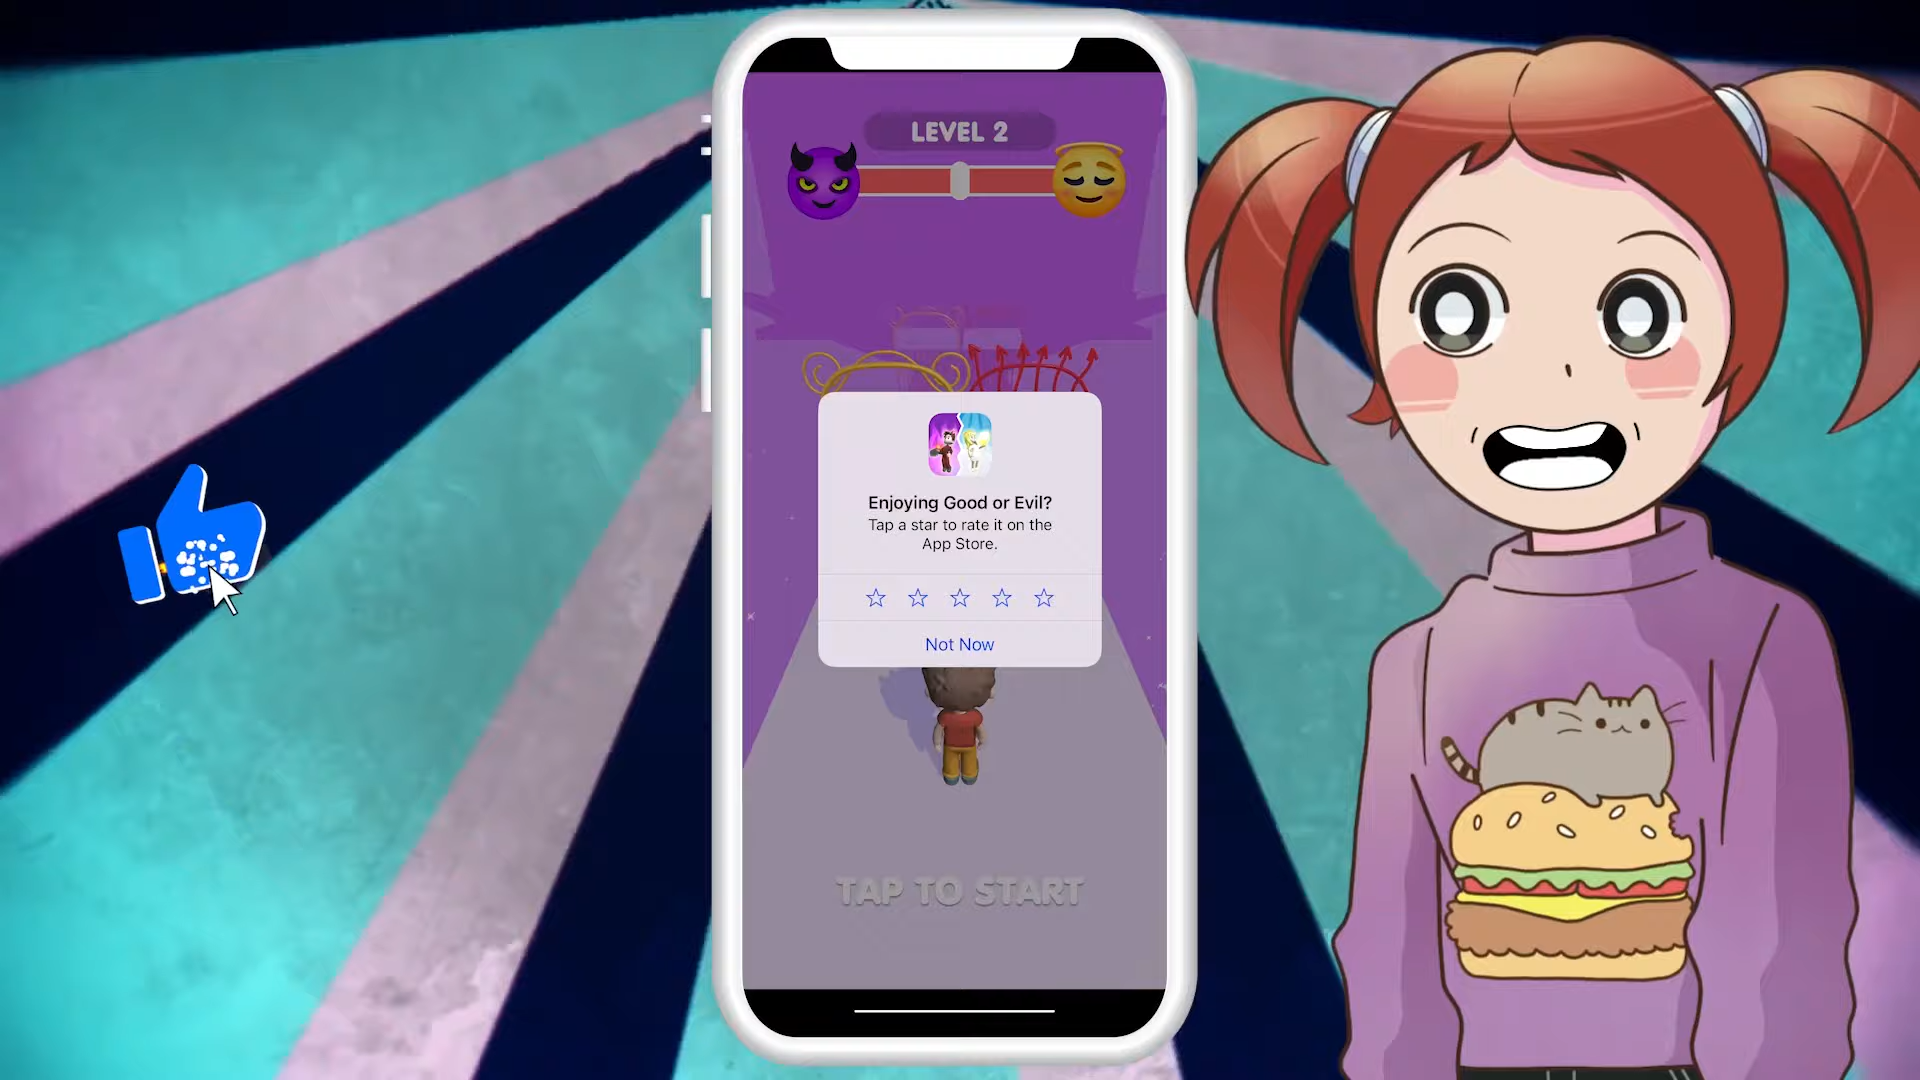 LEVEL 2
Enjoying Good or Evil?
Tap a star to rate it on the
App Store.
Not Now
TAP TO START